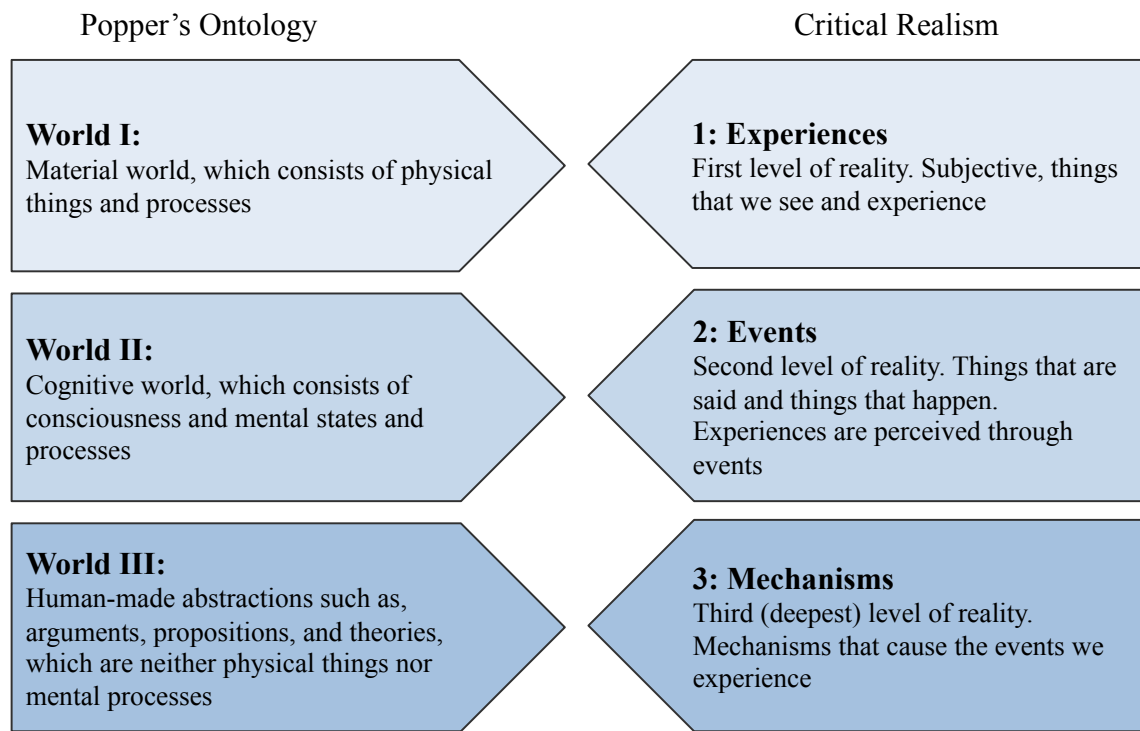 Popper’s Ontology
Critical Realism
World I:
Material world, which consists of physical
things and processes
1: Experiences
First level of reality. Subjective, things
that we see and experience
World II:
Cognitive world, which consists of
consciousness and mental states and
processes
2: Events
Second level of reality. Things that are
said and things that happen.
Experiences are perceived through
events
World III:
Human-made abstractions such as,
arguments, propositions, and theories,
which are neither physical things nor
mental processes
3: Mechanisms
Third (deepest) level of reality.
Mechanisms that cause the events we
experience